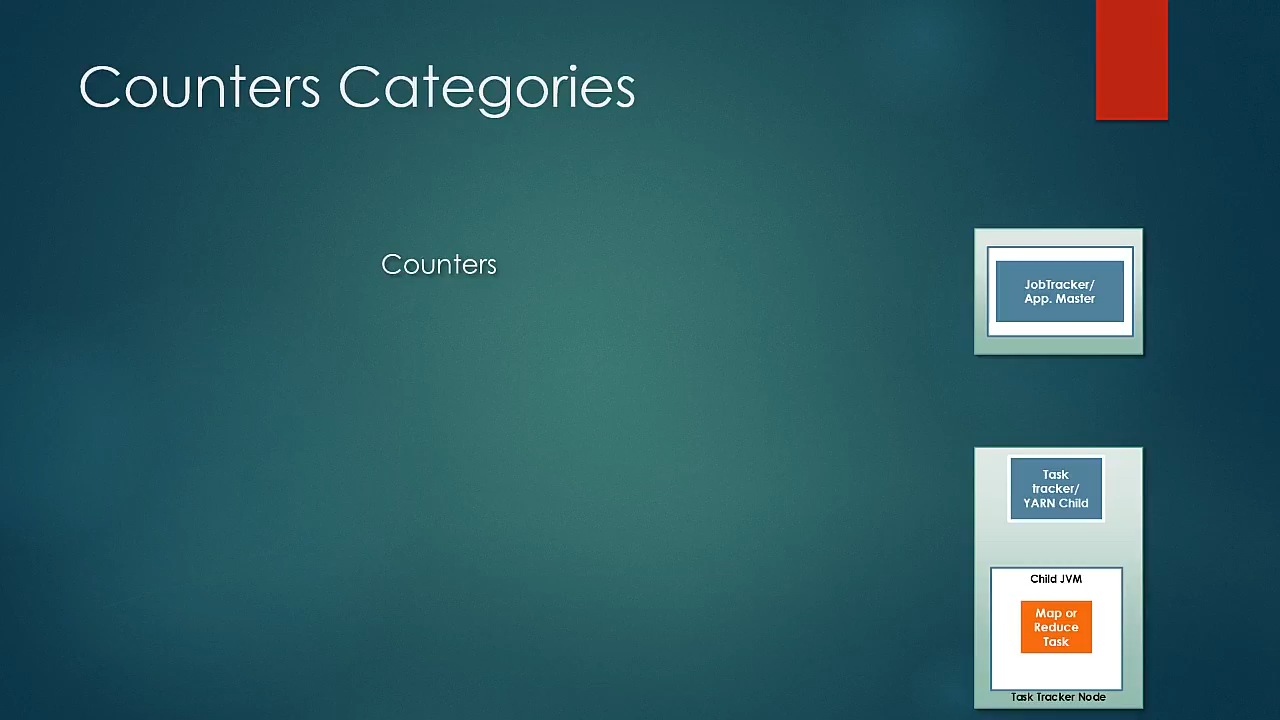 Counters Categories
Counters
JobTracker/
App. Master
Task
tracker/
YARN Child
Child JVM
Map or
Reduce
Task
Task Tracker Node